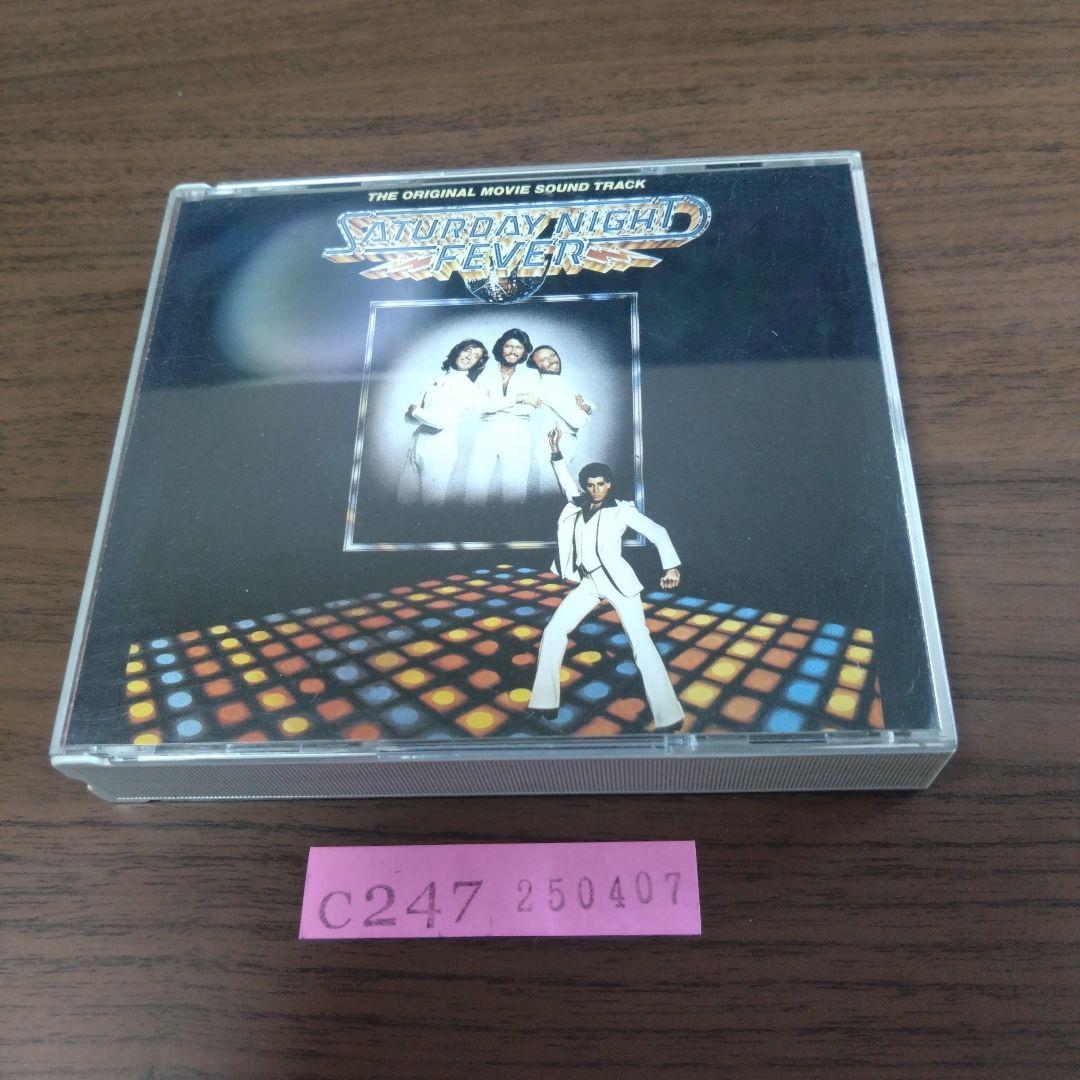 THE ORIGINAL MOVIE SOUND TRACK
SATURDAY NIGHT
FEVER
C247 250407